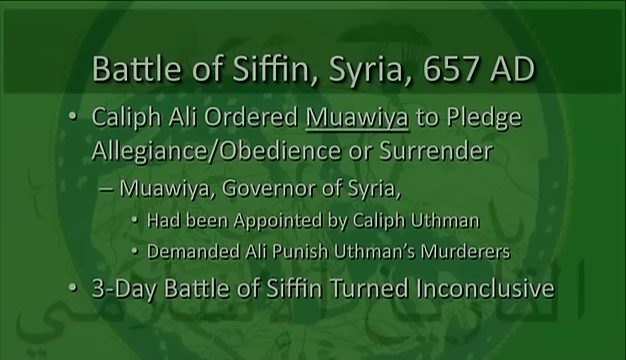 Battle of Siffin, Syria, 657 AD
• Caliph Ali Ordered Muawiya to Pledge
Allegiance/Obedience or Surrender
– Muawiya, Governor of Syria,
• Had been Appointed by Caliph Uthman
• Demanded Ali Punish Uthman's Murderers
• 3-Day Battle of Siffin Turned Inconclusive
التاريخ الإسلامي